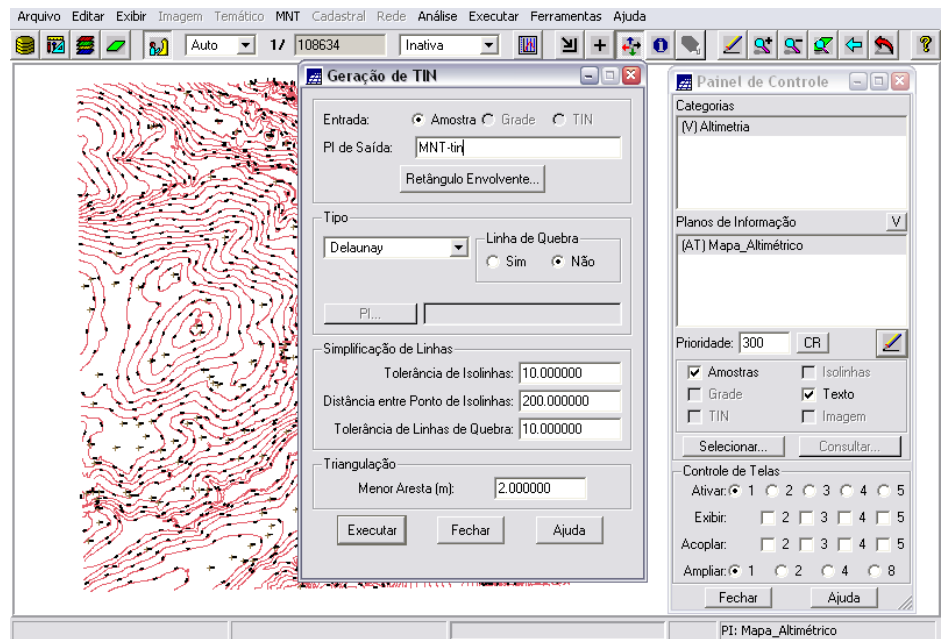 Arquivo Editar Exibir Imagem Temático MNT Cadastral Rede Análise Executar Ferramentas Ajuda
Auto 1/ 108634 Inativa
Geração de TIN
Entrada: Amostra Grade TIN
PI de Saída: MNT-tin
Retângulo Envolvente...
Tipo
Delaunay
Linha de Quebra
Sim Não
PI...
Simplificação de Linhas
Tolerância de Isolinhas: 10.000000
Distância entre Ponto de Isolinhas: 200.000000
Tolerância de Linhas de Quebra: 10.000000
Triangulação
Menor Aresta (m): 2.000000
Executar Fechar Ajuda
Painel de Controle
Categorias
(V) Altimetria
Planos de Informação V
(AT) Mapa_Altimétrico
Prioridade: 300 CR
Amostras Isolinhas
Grade Texto
TIN Imagem
Selecionar... Consultar...
Controle de Telas
Ativar: 1 2 3 4 5
Exibir: 2 3 4 5
Acoplar: 2 3 4 5
Ampliar: 1 2 4 8
Fechar Ajuda
PI: Mapa_Altimétrico